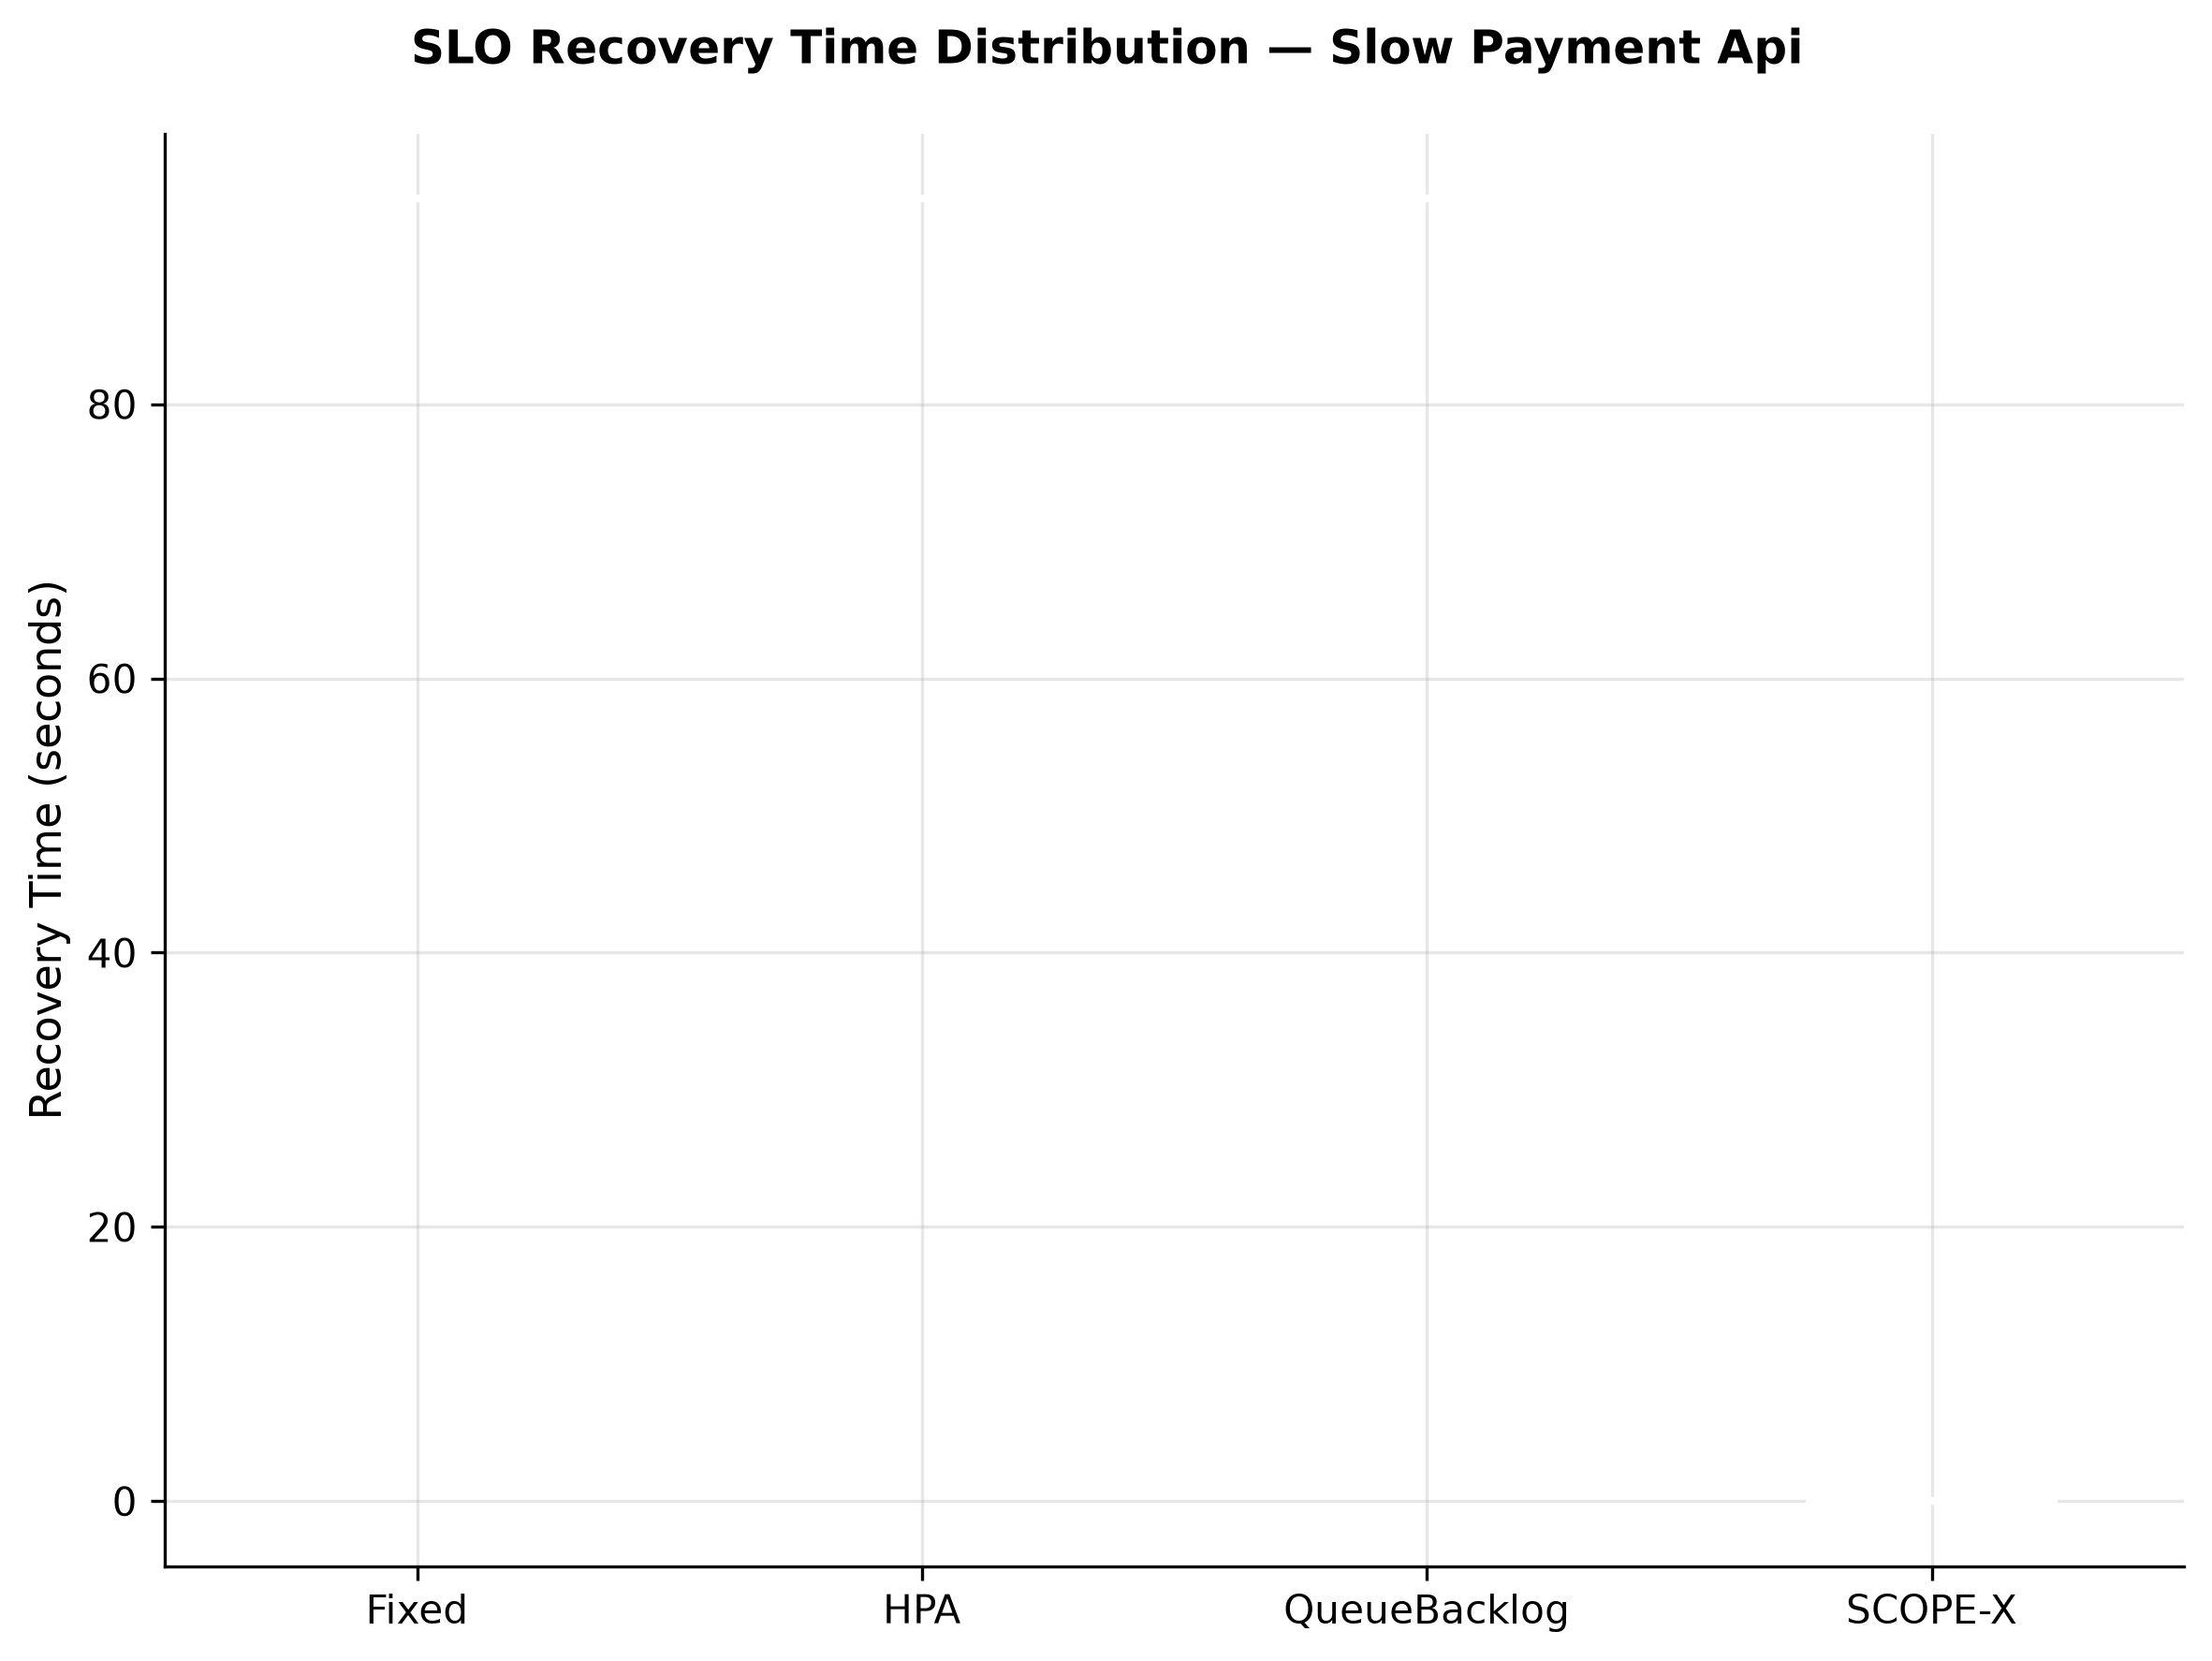 SLO Recovery Time Distribution — Slow Payment Api
Recovery Time (seconds)
80
60
40
20
0
Fixed HPA QueueBacklog SCOPE-X